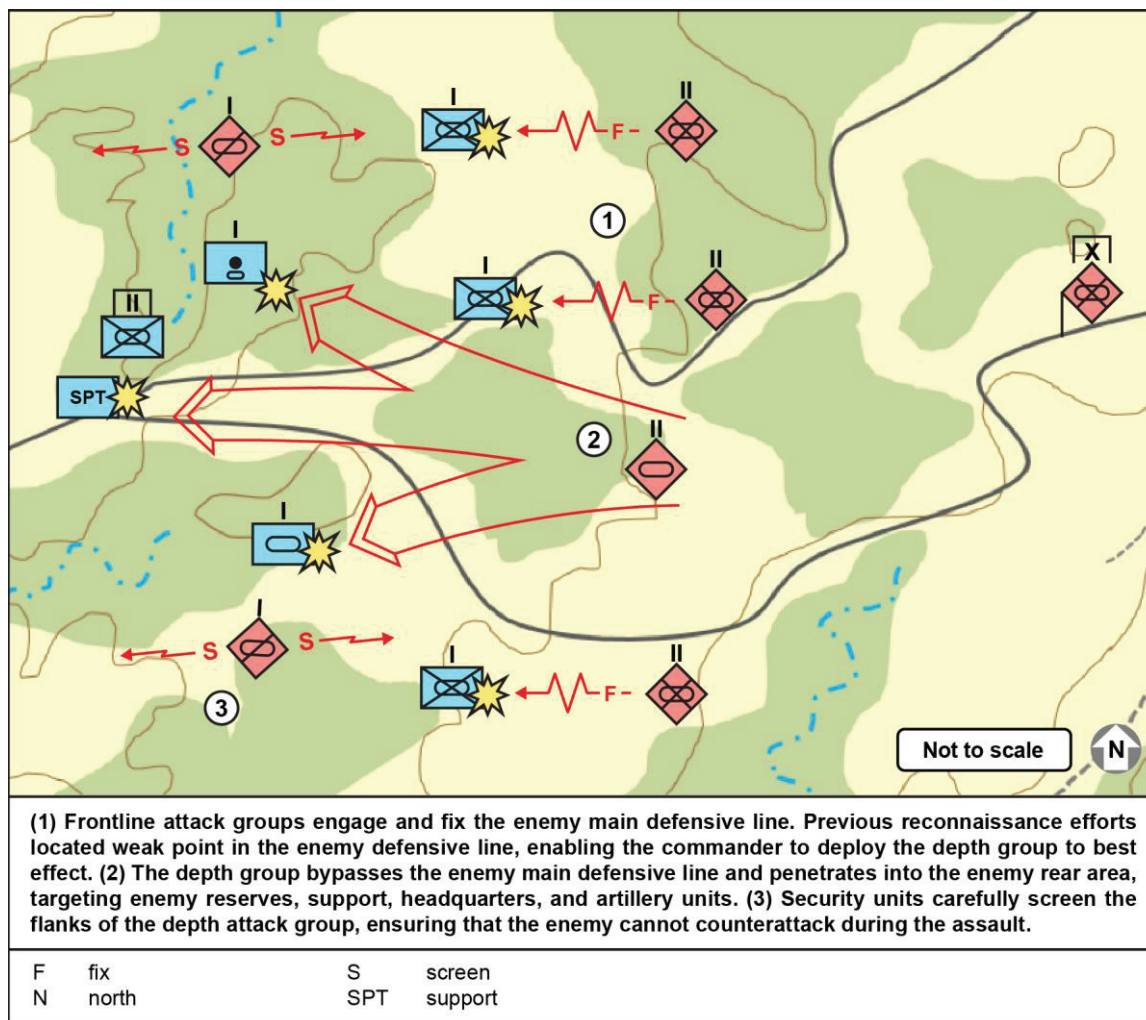 I
S
S
I
F
II
1
I
II
I
F
II
X
SPT
2
II
I
I
S
S
3
I
F
II
Not to scale
N
(1) Frontline attack groups engage and fix the enemy main defensive line. Previous reconnaissance efforts
located weak point in the enemy defensive line, enabling the commander to deploy the depth group to best
effect. (2) The depth group bypasses the enemy main defensive line and penetrates into the enemy rear area,
targeting enemy reserves, support, headquarters, and artillery units. (3) Security units carefully screen the
flanks of the depth attack group, ensuring that the enemy cannot counterattack during the assault.
F fix S screen
N north SPT support